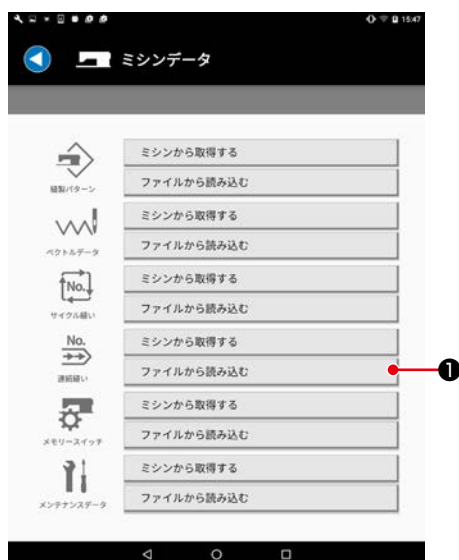 15:47
ミシンデータ
ミシンから取得する
ファイルから読み込む
縫製パターン
ミシンから取得する
ファイルから読み込む
ベクトルデータ
No.
ミシンから取得する
ファイルから読み込む
サイクル縫い
No.
ミシンから取得する
ファイルから読み込む
連続縫い
❶
ミシンから取得する
ファイルから読み込む
メモリースイッチ
ミシンから取得する
ファイルから読み込む
メンテナンスデータ